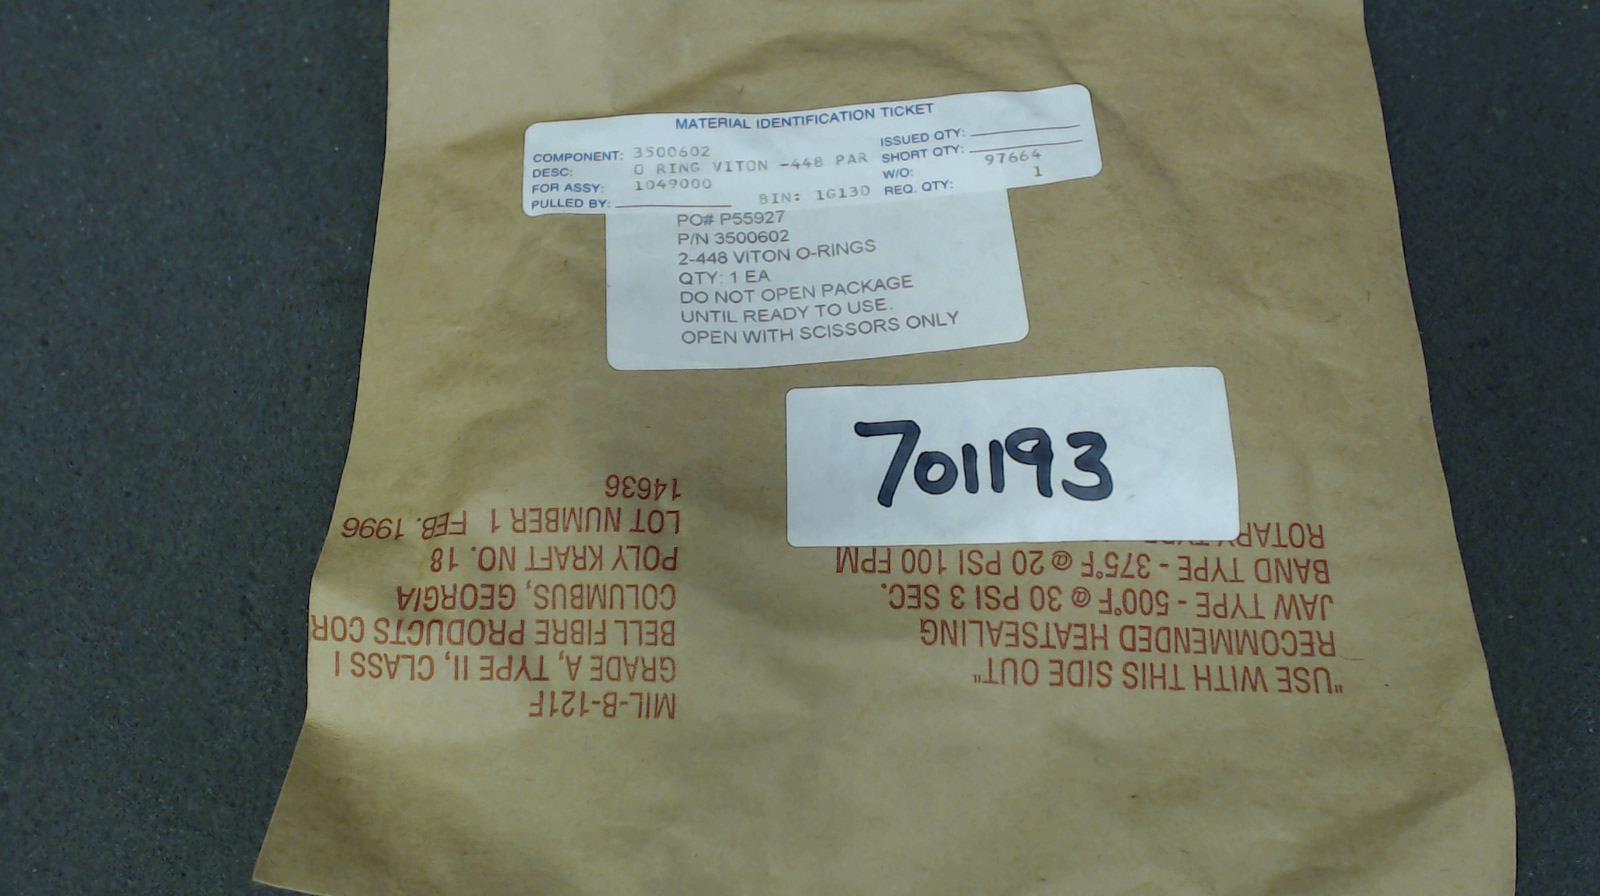 MATERIAL IDENTIFICATION TICKET
COMPONENT: 3500602
DESC: O RING VITON -448 PAR
FOR ASSY: 1049000
PULLED BY: BIN: 1G13D
ISSUED QTY:
SHORT QTY:
W/O: 97664
REQ. QTY: 1
PO# P55927
P/N 3500602
2-448 VITON O-RINGS
QTY: 1 EA
DO NOT OPEN PACKAGE
UNTIL READY TO USE.
OPEN WITH SCISSORS ONLY
701193
MIL-B-121F
GRADE A, TYPE II, CLASS I
BELL FIBRE PRODUCTS COR
COLUMBUS, GEORGIA
POLY KRAFT NO. 18
LOT NUMBER 1 FEB. 1996
14636
"USE WITH THIS SIDE OUT"
RECOMMENDED HEATSEALING
JAW TYPE - 500°F @ 30 PSI 3 SEC.
BAND TYPE - 375°F @ 20 PSI 100 FPM
ROTARY TYPE